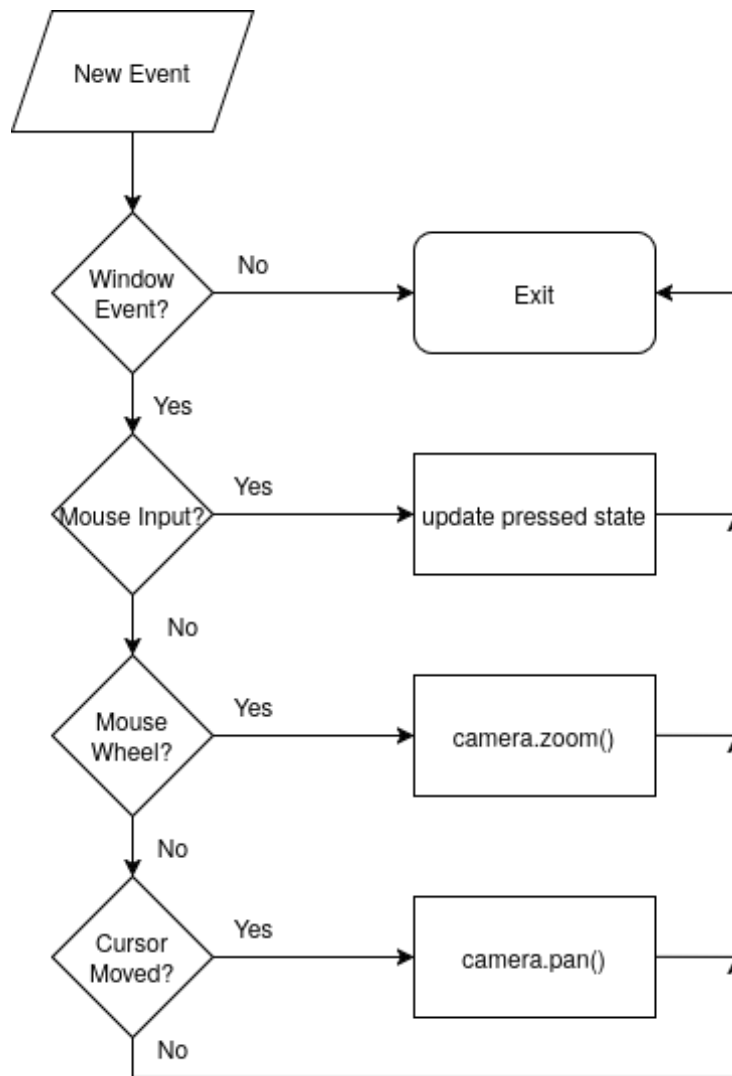 New Event
Window
Event?
No
Exit
Yes
Mouse Input?
Yes
update pressed state
No
Mouse
Wheel?
Yes
camera.zoom()
No
Cursor
Moved?
Yes
camera.pan()
No